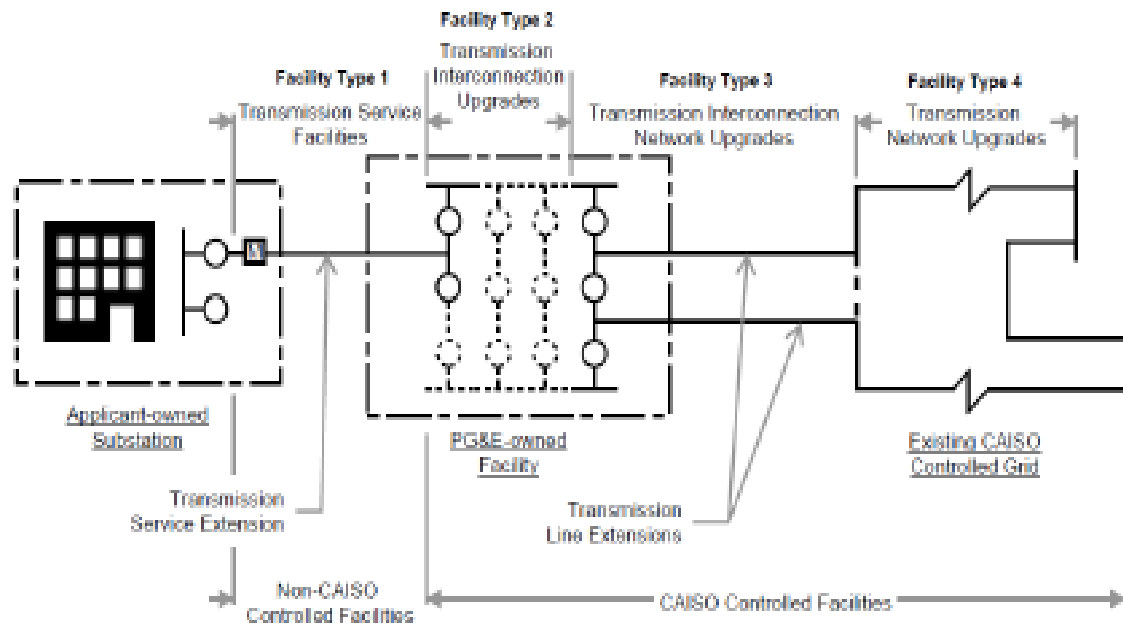 Facility Type 2
Transmission
Interconnection
Upgrades
Facility Type 1
Transmission Service
Facilities
Facility Type 3
Transmission Interconnection
Network Upgrades
Facility Type 4
Transmission
Network Upgrades
M
Applicant-owned
Substation
PG&E-owned
Facility
Existing CAISO
Controlled Grid
Transmission
Service Extension
Transmission
Line Extensions
Non-CAISO
Controlled Facilities
CAISO Controlled Facilities